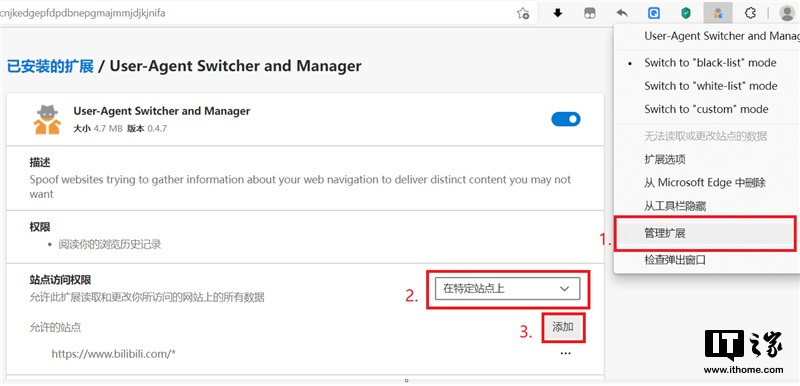 cnjkedgepfdpdbnepgmajmmjdjkjnifa
已安装的扩展 / User-Agent Switcher and Manager
User-Agent Switcher and Manager
大小 4.7 MB 版本 0.4.7
描述
Spoof websites trying to gather information about your web navigation to deliver distinct content you may not
want
权限
• 阅读你的浏览历史记录
站点访问权限
允许此扩展读取和更改你所访问的网站上的所有数据
2.
在特定站点上
允许的站点
3.
添加
https://www.bilibili.com/*
...
User-Agent Switcher and Manag
• Switch to "black-list" mode
Switch to "white-list" mode
Switch to "custom" mode
无法读取或更改站点的数据
扩展选项
从 Microsoft Edge 中删除
从工具栏隐藏
1.
管理扩展
检查弹出窗口
IT之家
www.ithome.com